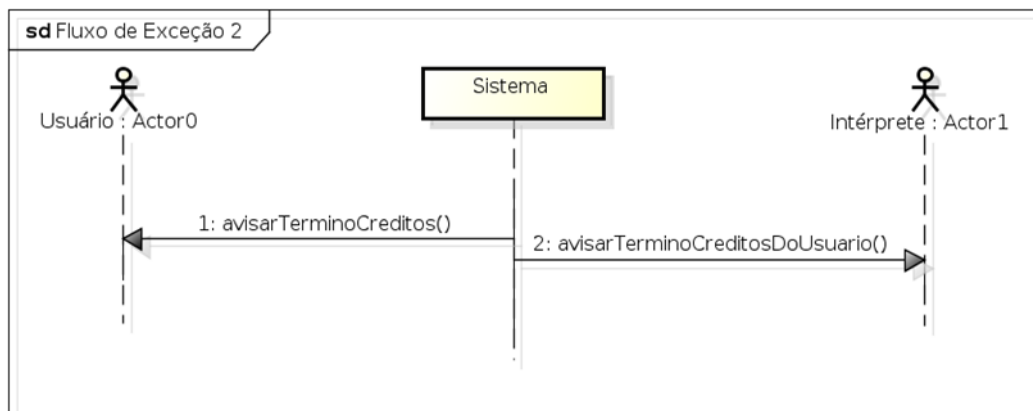 sd Fluxo de Exceção 2
Sistema
Usuário : Actor0
Intérprete : Actor1
1: avisarTerminoCreditos()
2: avisarTerminoCreditosDoUsuario()